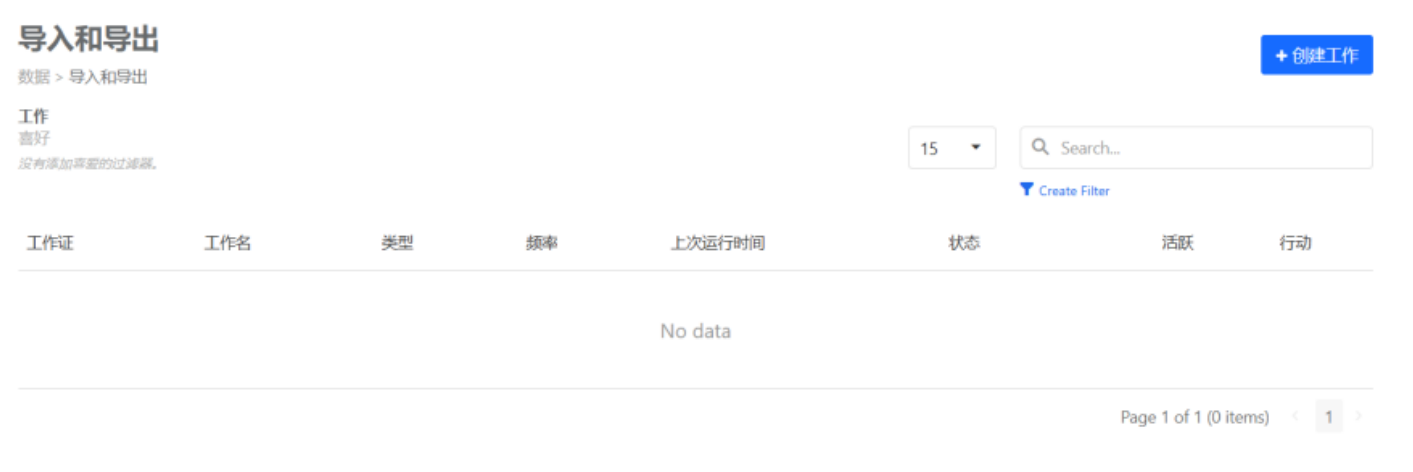 导入和导出
+ 创建工作
数据 > 导入和导出
工作
喜好
没有添加喜爱的过滤器。
15
Search...
Create Filter
工作证 工作名 类型 频率 上次运行时间 状态 活跃 行动
No data
Page 1 of 1 (0 items) < 1 >